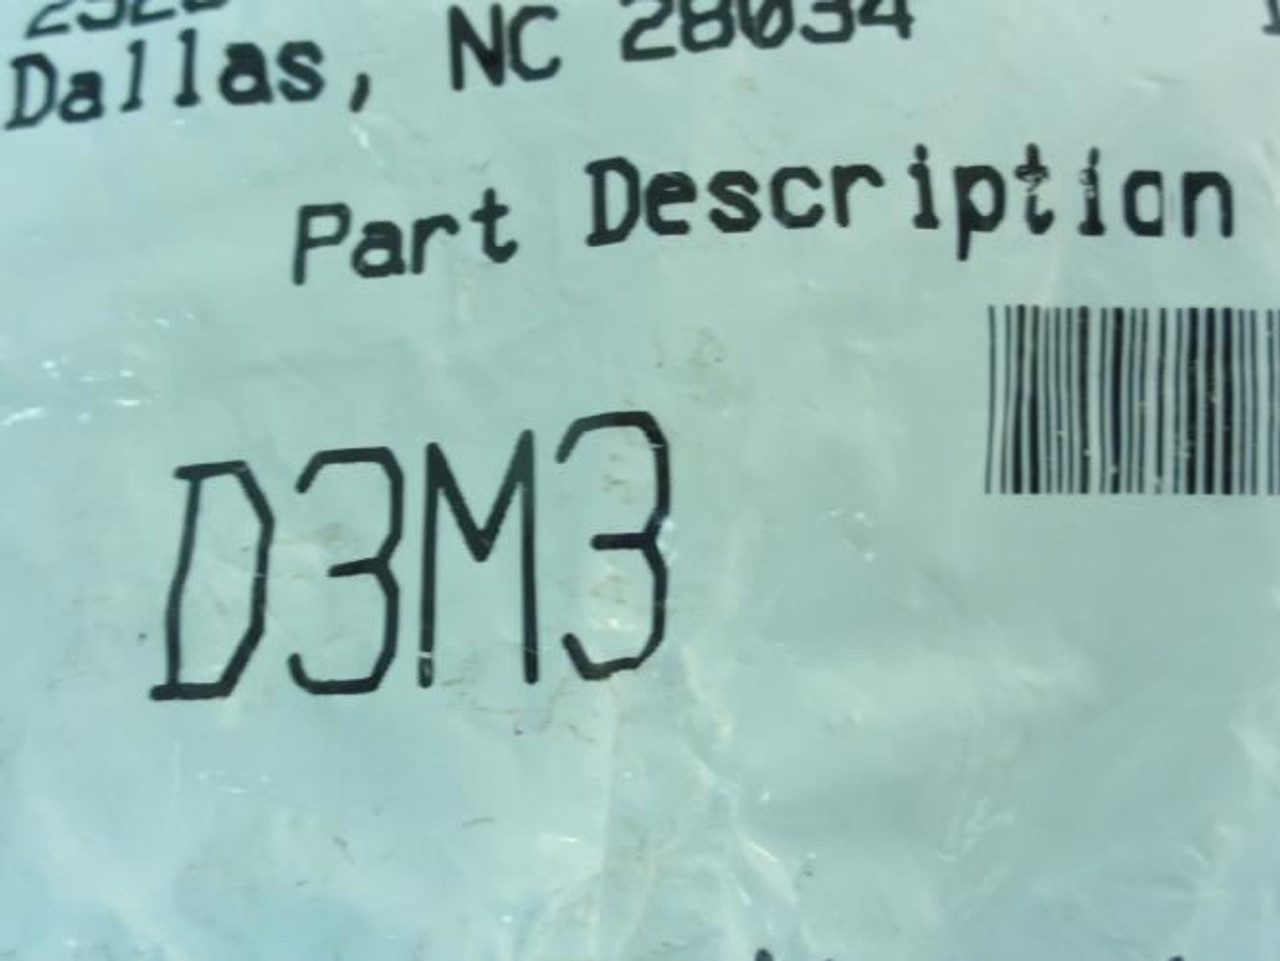 Dallas, NC 28034
Part Description
D3M3